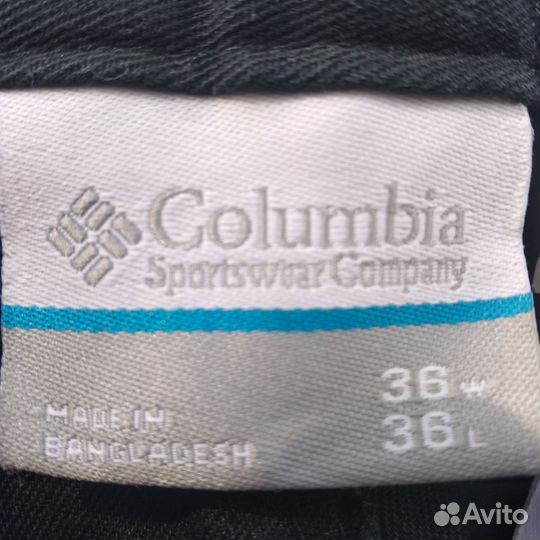 Columbia
Sportswear Company
36 W
36 L
MADE IN
BANGLADESH
Avito